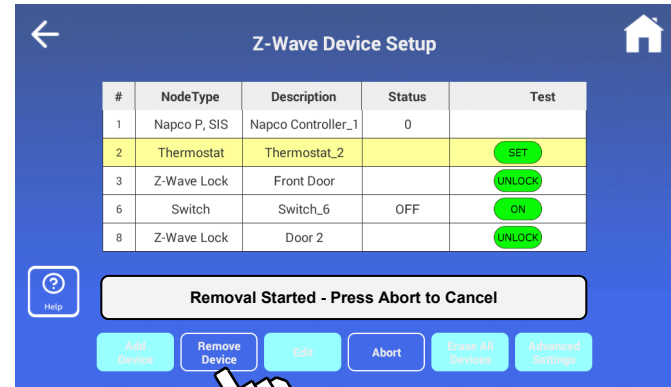 Z-Wave Device Setup
# NodeType Description Status Test
1 Napco P, SIS Napco Controller_1 0
2 Thermostat Thermostat_2 SET
3 Z-Wave Lock Front Door UNLOCK
6 Switch Switch_6 OFF ON
8 Z-Wave Lock Door 2 UNLOCK
Help
Removal Started - Press Abort to Cancel
Add Device
Remove Device
Edit
Abort
Erase All Devices
Advanced Settings